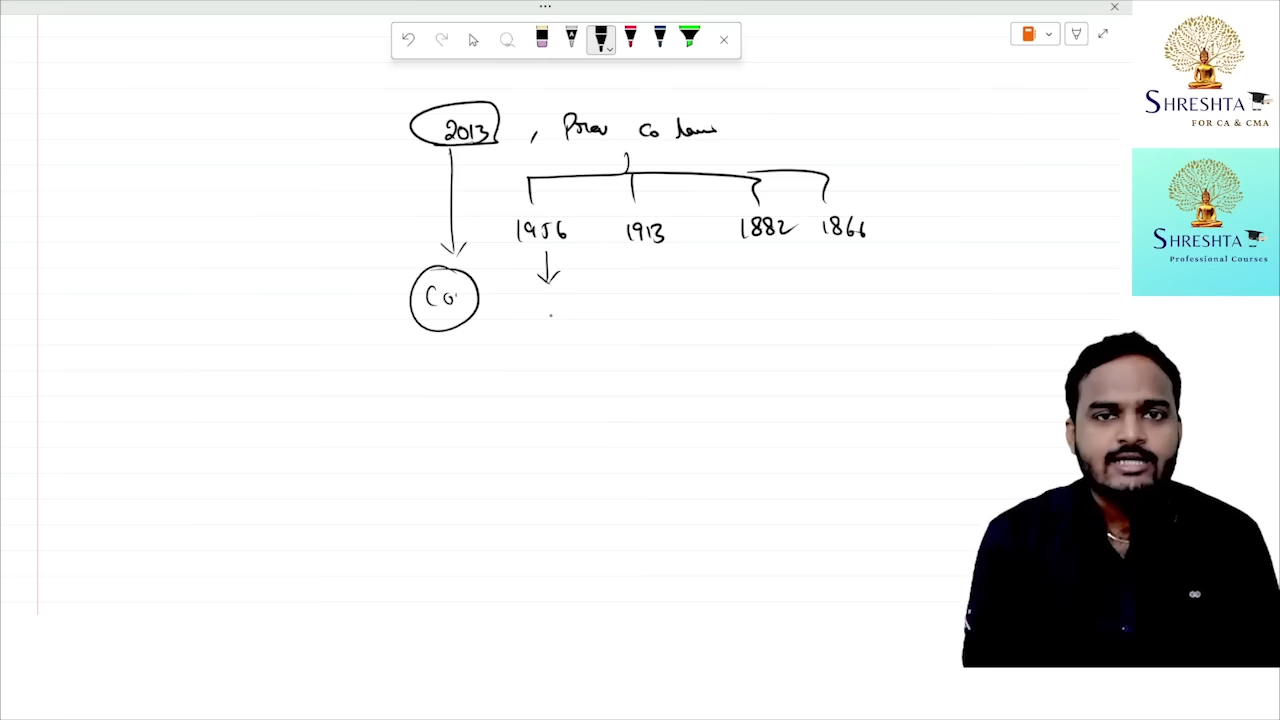 2013, Prev Co laws
1956 1913 1882 1866
Co.
SHRESHTA
FOR CA & CMA
SHRESHTA
Professional Courses